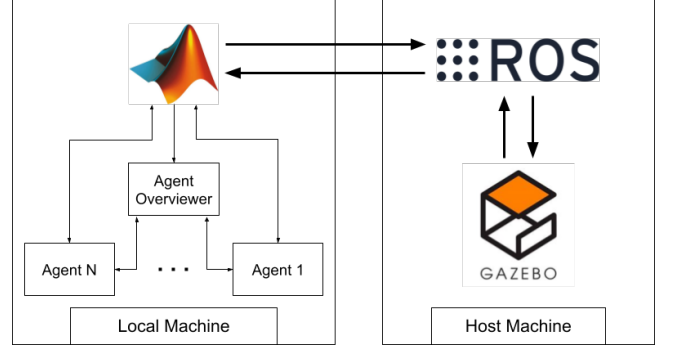 ROS
Agent
Overviewer
Agent N
...
Agent 1
GAZEBO
Local Machine
Host Machine